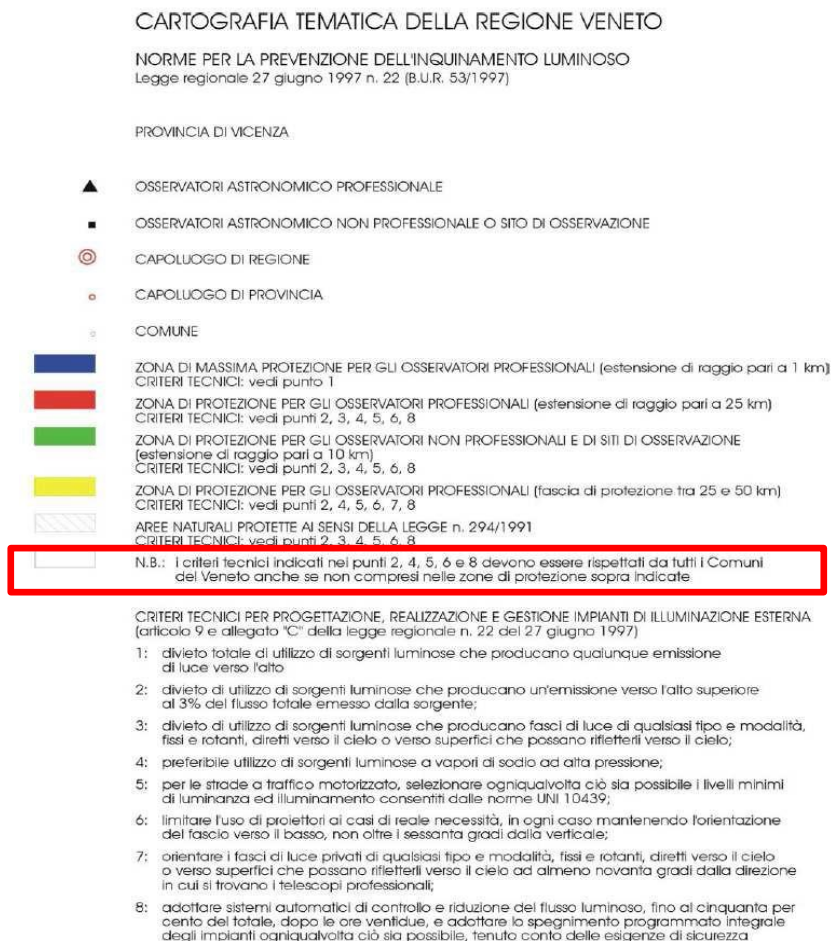 CARTOGRAFIA TEMATICA DELLA REGIONE VENETO
NORME PER LA PREVENZIONE DELL'INQUINAMENTO LUMINOSO
Legge regionale 27 giugno 1997 n. 22 (B.U.R. 53/1997)
PROVINCIA DI VICENZA
OSSERVATORI ASTRONOMICO PROFESSIONALE
OSSERVATORI ASTRONOMICO NON PROFESSIONALE O SITO DI OSSERVAZIONE
CAPOLUOGO DI REGIONE
CAPOLUOGO DI PROVINCIA
COMUNE
ZONA DI MASSIMA PROTEZIONE PER GLI OSSERVATORI PROFESSIONALI (estensione di raggio pari a 1 km)
CRITERI TECNICI: vedi punto 1
ZONA DI PROTEZIONE PER GLI OSSERVATORI PROFESSIONALI (estensione di raggio pari a 25 km)
CRITERI TECNICI: vedi punti 2, 3, 4, 5, 6, 8
ZONA DI PROTEZIONE PER GLI OSSERVATORI NON PROFESSIONALI E DI SITI DI OSSERVAZIONE
(estensione di raggio pari a 10 km)
CRITERI TECNICI: vedi punti 2, 3, 4, 5, 6, 8
ZONA DI PROTEZIONE PER GLI OSSERVATORI PROFESSIONALI (fascia di protezione tra 25 e 50 km)
CRITERI TECNICI: vedi punti 2, 4, 5, 6, 7, 8
AREE NATURALI PROTETTE AI SENSI DELLA LEGGE n. 294/1991
CRITERI TECNICI: vedi punti 2, 3, 4, 5, 6, 8
N.B.: i criteri tecnici indicati nei punti 2, 4, 5, 6 e 8 devono essere rispettati da tutti i Comuni
del Veneto anche se non compresi nelle zone di protezione sopra indicate
CRITERI TECNICI PER PROGETTAZIONE, REALIZZAZIONE E GESTIONE IMPIANTI DI ILLUMINAZIONE ESTERNA
(articolo 9 e allegato "C" della legge regionale n. 22 del 27 giugno 1997)
1: divieto totale di utilizzo di sorgenti luminose che producano qualunque emissione
di luce verso l'alto
2: divieto di utilizzo di sorgenti luminose che producano un'emissione verso l'alto superiore
al 3% del flusso totale emesso dalla sorgente;
3: divieto di utilizzo di sorgenti luminose che producano fasci di luce di qualsiasi tipo e modalità,
fissi e rotanti, diretti verso il cielo o verso superfici che possano rifletterli verso il cielo;
4: preferibile utilizzo di sorgenti luminose a vapori di sodio ad alta pressione;
5: per le strade a traffico motorizzato, selezionare ogniqualvolta ciò sia possibile i livelli minimi
di luminanza ed illuminamento consentiti dalle norme UNI 10439;
6: limitare l'uso di proiettori ai casi di reale necessità, in ogni caso mantenendo l'orientazione
del fascio verso il basso, non oltre i sessanta gradi dalla verticale;
7: orientare i fasci di luce privati di qualsiasi tipo e modalità, fissi e rotanti, diretti verso il cielo
o verso superfici che possano rifletterli verso il cielo ad almeno novanta gradi dalla direzione
in cui si trovano i telescopi professionali;
8: adottare sistemi automatici di controllo e riduzione del flusso luminoso, fino al cinquanta per
cento del totale, dopo le ore ventidue, e adottare lo spegnimento programmato integrale
degli impianti ogniqualvolta ciò sia possibile, tenuto conto delle esigenze di sicurezza